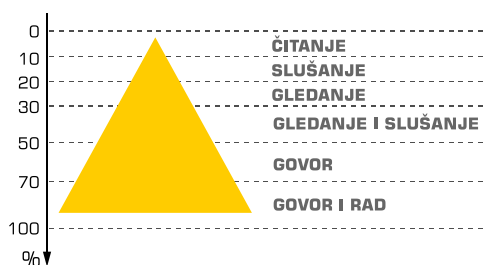 0
ČITANJE
10
SLUŠANJE
20
GLEDANJE
30
GLEDANJE I SLUŠANJE
50
GOVOR
70
GOVOR I RAD
100
%